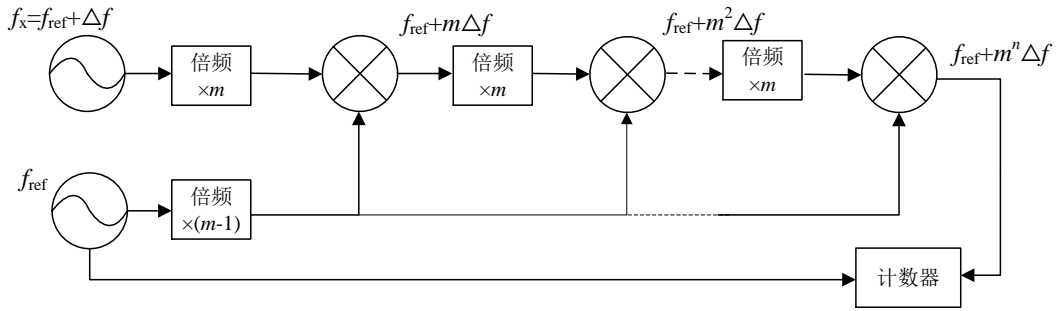 fx=fref+△f
倍频
×m
fref+m△f
倍频
×m
fref+m²△f
倍频
×m
fref+mⁿ△f
fref
倍频
×(m-1)
计数器